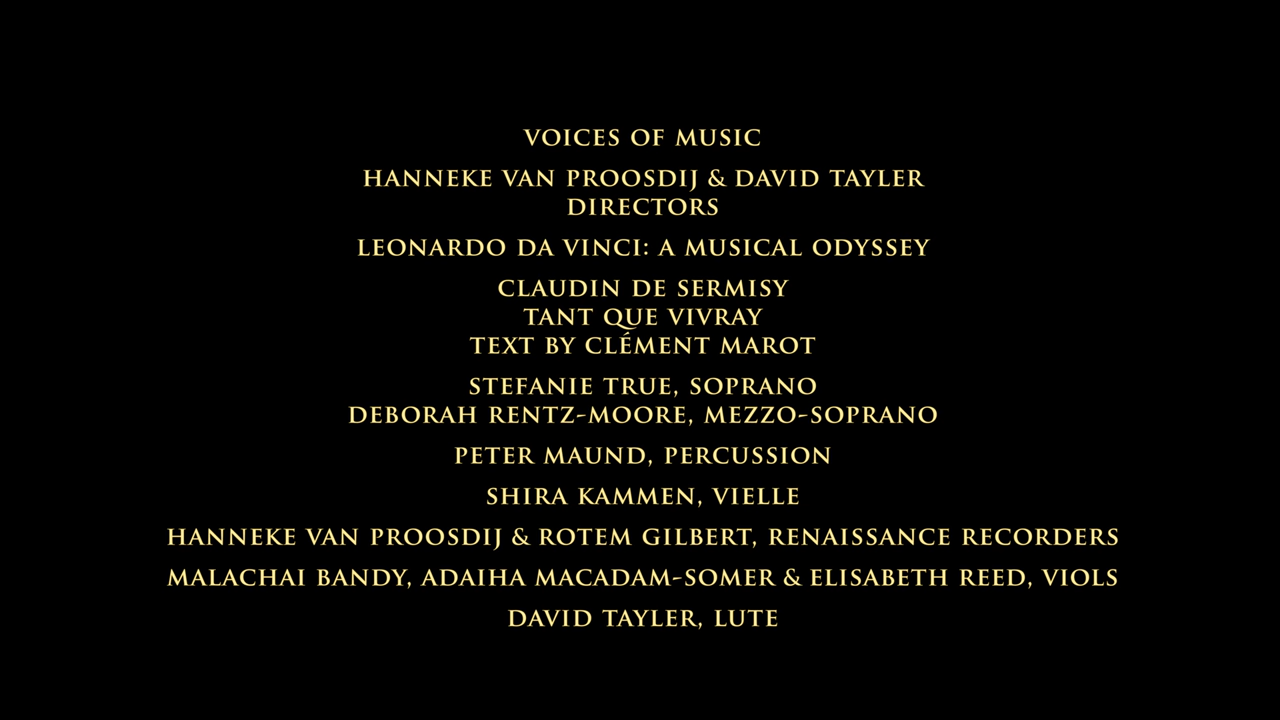 VOICES OF MUSIC
HANNEKE VAN PROOSDIJ & DAVID TAYLER
DIRECTORS
LEONARDO DA VINCI: A MUSICAL ODYSSEY
CLAUDIN DE SERMISY
TANT QUE VIVRAY
TEXT BY CLÉMENT MAROT
STEFANIE TRUE, SOPRANO
DEBORAH RENTZ-MOORE, MEZZO-SOPRANO
PETER MAUND, PERCUSSION
SHIRA KAMMEN, VIELLE
HANNEKE VAN PROOSDIJ & ROTEM GILBERT, RENAISSANCE RECORDERS
MALACHAI BANDY, ADAIHA MACADAM-SOMER & ELISABETH REED, VIOLS
DAVID TAYLER, LUTE